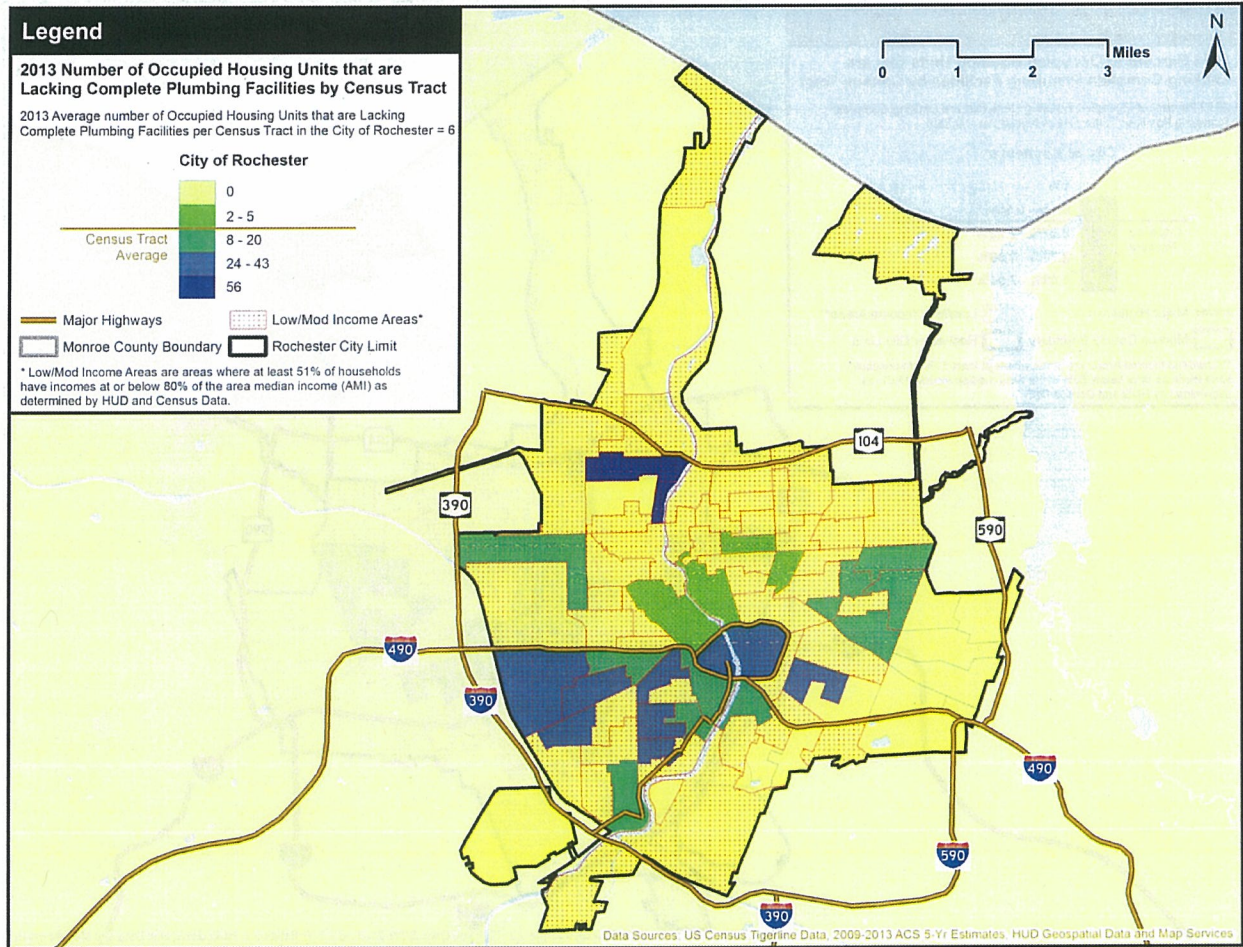 Legend
2013 Number of Occupied Housing Units that are
Lacking Complete Plumbing Facilities by Census Tract
2013 Average number of Occupied Housing Units that are Lacking
Complete Plumbing Facilities per Census Tract in the City of Rochester = 6
City of Rochester
0
2 - 5
Census Tract
Average
8 - 20
24 - 43
56
Major Highways
Low/Mod Income Areas*
Monroe County Boundary
Rochester City Limit
* Low/Mod Income Areas are areas where at least 51% of households
have incomes at or below 80% of the area median income (AMI) as
determined by HUD and Census Data.
N
Miles
0 1 2 3
104
390
590
490
390
490
590
390
Data Sources: US Census Tigerline Data, 2009-2013 ACS 5-Yr Estimates, HUD Geospatial Data and Map Services